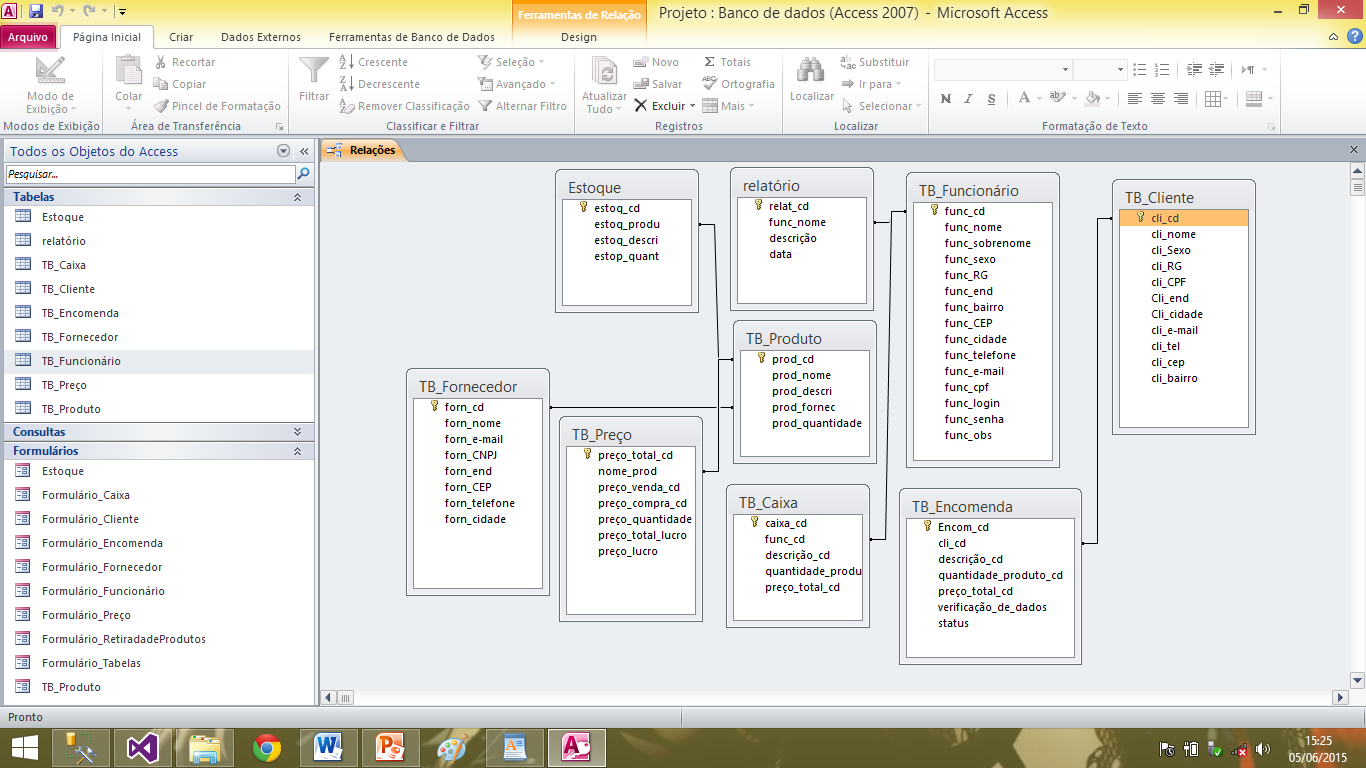 Ferramentas de Relação
Projeto : Banco de dados (Access 2007) - Microsoft Access
Arquivo
Página Inicial
Criar
Dados Externos
Ferramentas de Banco de Dados
Design
Modo de Exibição
Modos de Exibição
Colar
Recortar
Copiar
Pincel de Formatação
Área de Transferência
Filtrar
Crescente
Decrescente
Remover Classificação
Seleção
Avançado
Alternar Filtro
Classificar e Filtrar
Atualizar Tudo
Novo
Salvar
Excluir
Totais
Ortografia
Mais
Registros
Localizar
Substituir
Ir para
Selecionar
Localizar
N I S
Formatação de Texto
Todos os Objetos do Access
Pesquisar...
Tabelas
Estoque
relatório
TB_Caixa
TB_Cliente
TB_Encomenda
TB_Fornecedor
TB_Funcionário
TB_Preço
TB_Produto
Consultas
Formulários
Estoque
Formulário_Caixa
Formulário_Cliente
Formulário_Encomenda
Formulário_Fornecedor
Formulário_Funcionário
Formulário_Preço
Formulário_RetiradadeProdutos
Formulário_Tabelas
TB_Produto
Relações
Estoque
estoq_cd
estoq_produ
estoq_descri
estop_quant
relatório
relat_cd
func_nome
descrição
data
TB_Funcionário
func_cd
func_nome
func_sobrenome
func_sexo
func_RG
func_end
func_bairro
func_CEP
func_cidade
func_telefone
func_e-mail
func_cpf
func_login
func_senha
func_obs
TB_Cliente
cli_cd
cli_nome
cli_Sexo
cli_RG
cli_CPF
Cli_end
Cli_cidade
cli_e-mail
cli_tel
cli_cep
cli_bairro
TB_Produto
prod_cd
prod_nome
prod_descri
prod_fornec
prod_quantidade
TB_Fornecedor
forn_cd
forn_nome
forn_e-mail
forn_CNPJ
forn_end
forn_CEP
forn_telefone
forn_cidade
TB_Preço
preço_total_cd
nome_prod
preço_venda_cd
preço_compra_cd
preço_quantidade
preço_total_lucro
preço_lucro
TB_Caixa
caixa_cd
func_cd
descrição_cd
quantidade_produ
preço_total_cd
TB_Encomenda
Encom_cd
cli_cd
descrição_cd
quantidade_produto_cd
preço_total_cd
verificação_de_dados
status
Pronto
15:25
05/06/2015